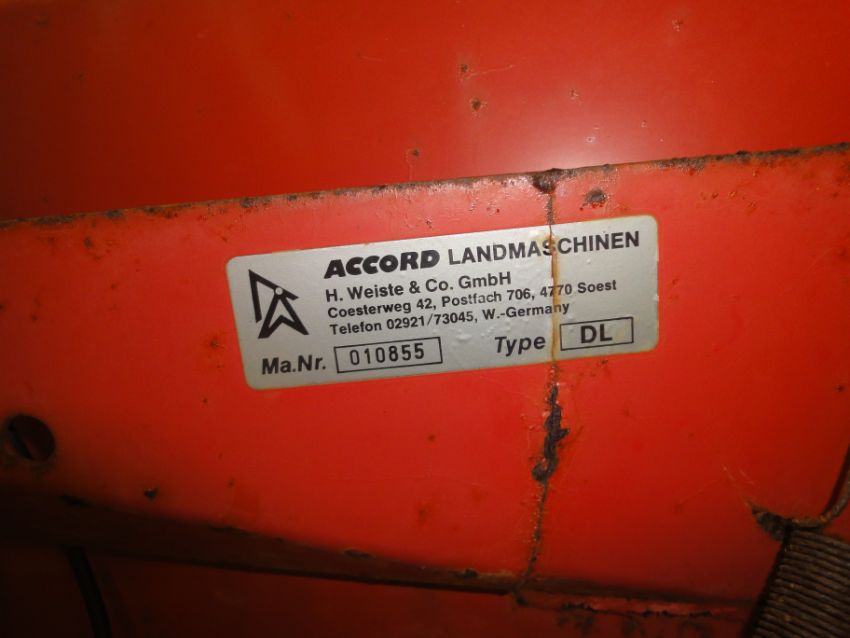 ACCORD LANDMASCHINEN
H. Weiste & Co. GmbH
Coesterweg 42, Postfach 706, 4770 Soest
Telefon 02921/73045, W.-Germany
Ma.Nr. 010855 Type DL